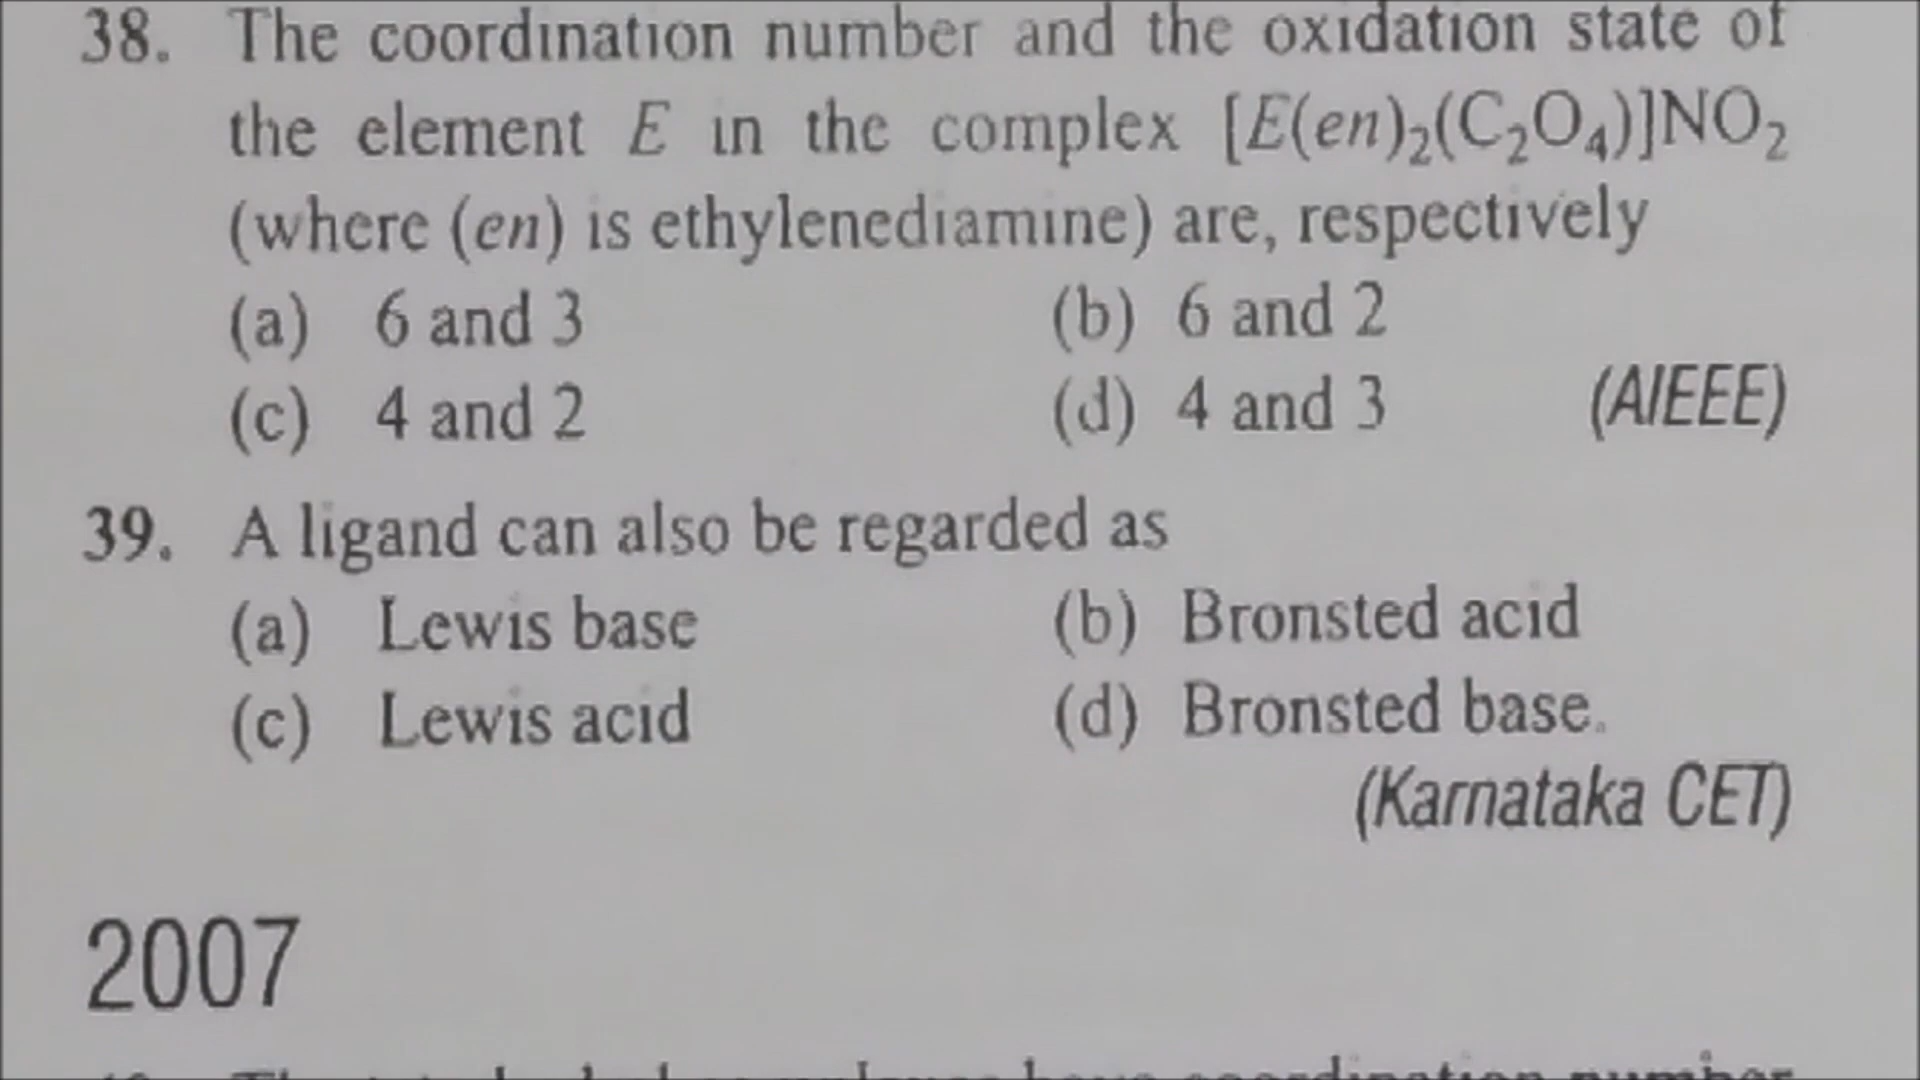 38. The coordination number and the oxidation state of
the element E in the complex [E(en)₂(C₂O₄)]NO₂
(where (en) is ethylenediamine) are, respectively
(a) 6 and 3 (b) 6 and 2
(c) 4 and 2 (d) 4 and 3 (AIEEE)
39. A ligand can also be regarded as
(a) Lewis base (b) Bronsted acid
(c) Lewis acid (d) Bronsted base.
(Karnataka CET)
2007
coordination number